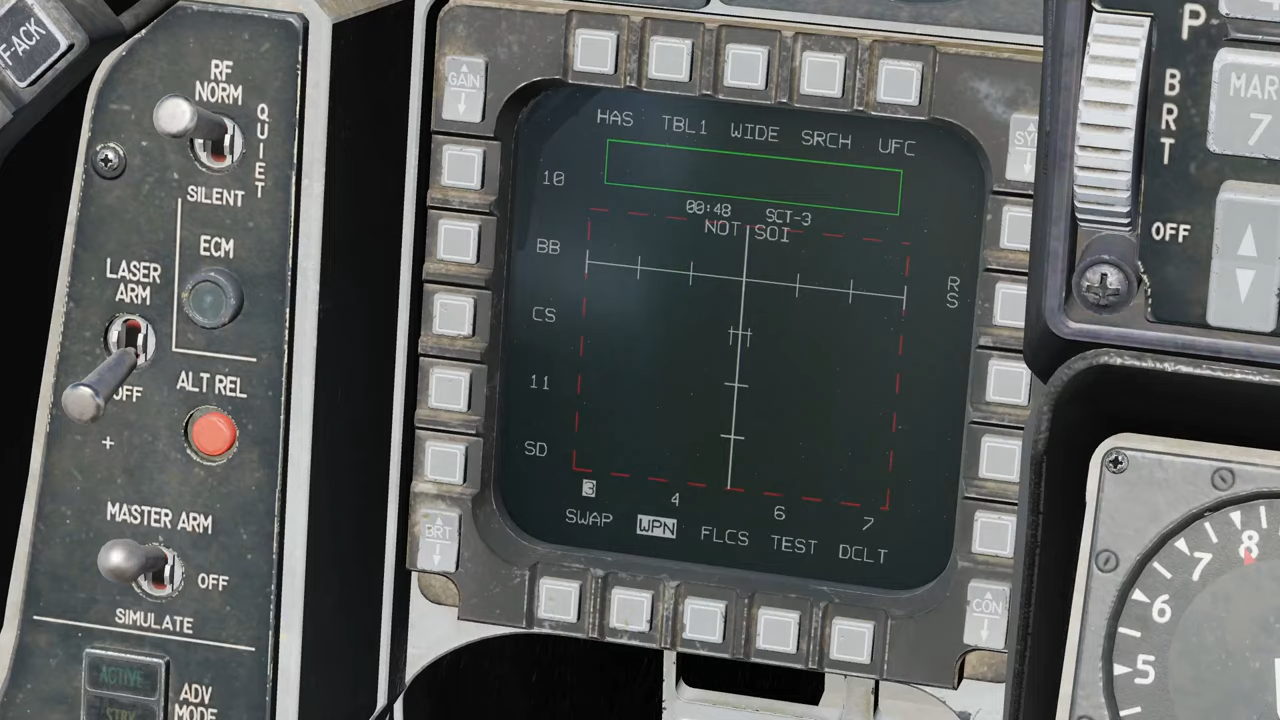 F-ACK
RF
NORM
QUIET
SILENT
ECM
LASER
ARM
OFF
ALT REL
MASTER ARM
OFF
SIMULATE
ACTIVE
STBY
ADV
MODE
GAIN
HAS TBL1 WIDE SRCH UFC
10
BB
CS
11
SD
00:48 SCT-3
NOT SOI
RS
3 4 6 7
SWAP WPN FLCS TEST DCLT
BRT
CON
P
BRT
OFF
MAR
7
8
7
6
5